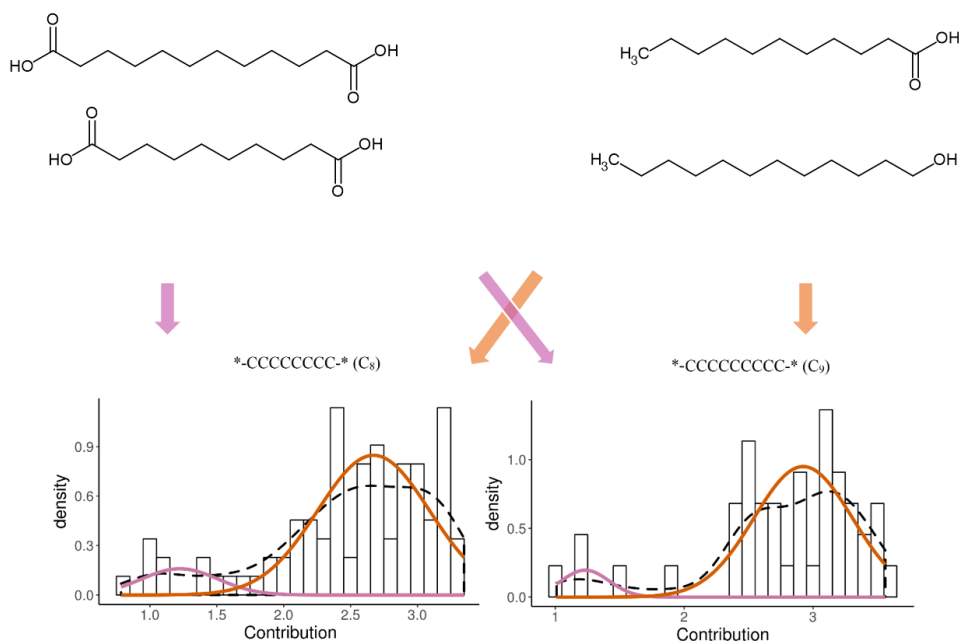 O
HO
OH
O
H₃C
OH
O
O
HO
OH
O
H₃C
OH
*-CCCCCCCC-* (C₈)
*-CCCCCCCCC-* (C₉)
density
0.9
0.6
0.3
0.0
1.0 1.5 2.0 2.5 3.0
Contribution
density
1.0
0.5
0.0
1 2 3
Contribution